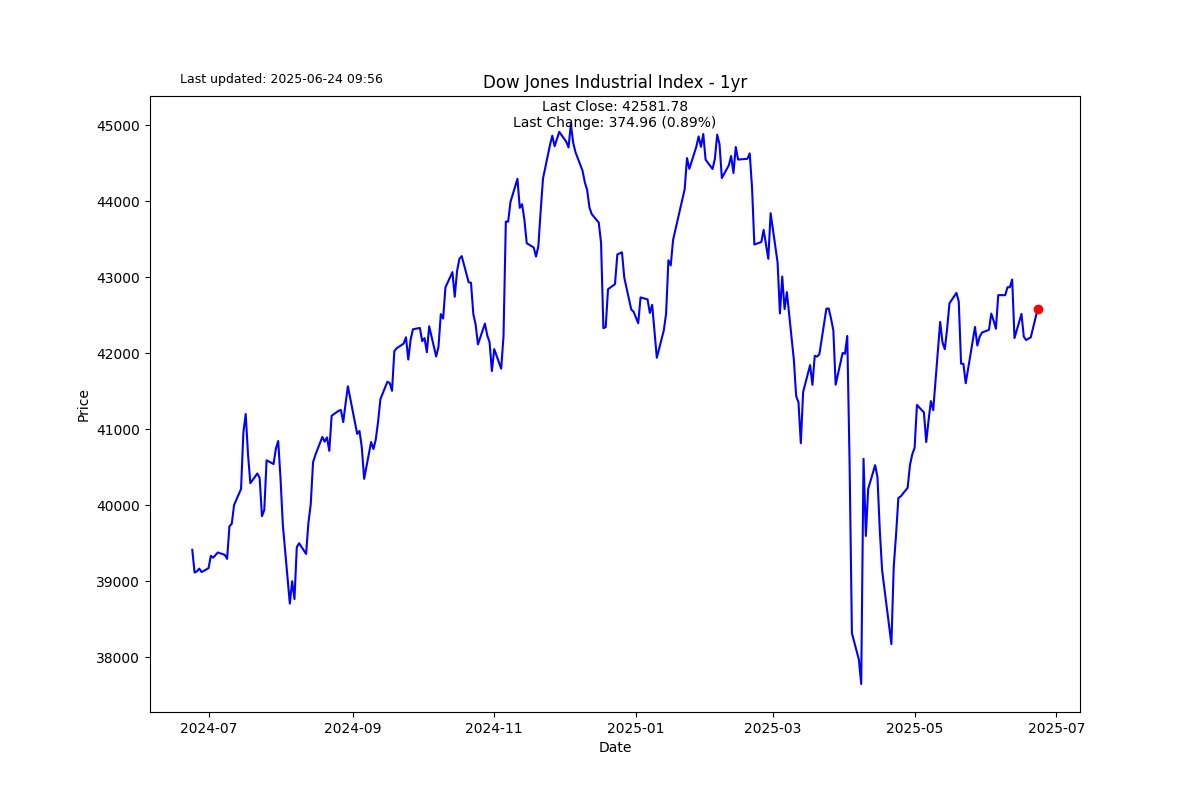 Last updated: 2025-06-24 09:56
Dow Jones Industrial Index - 1yr
Last Close: 42581.78
Last Change: 374.96 (0.89%)
45000
44000
43000
42000
41000
40000
39000
38000
Price
2024-07
2024-09
2024-11
2025-01
2025-03
2025-05
2025-07
Date